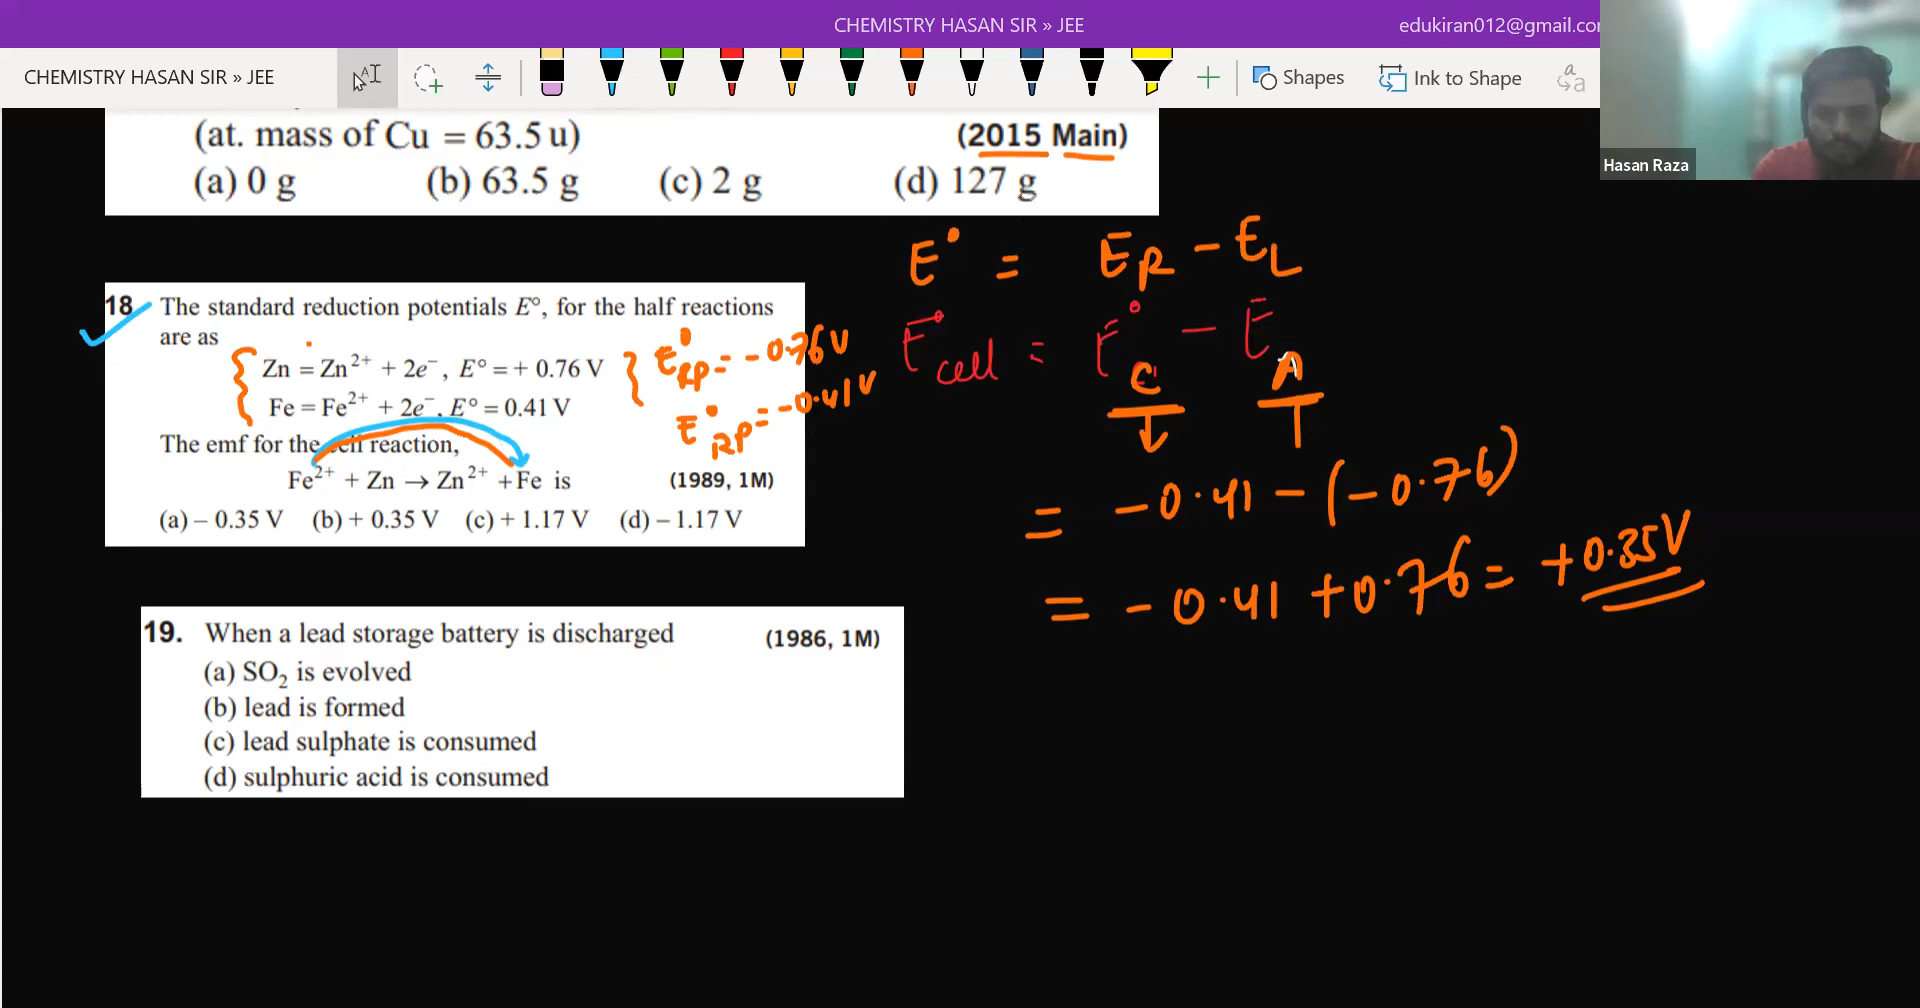 CHEMISTRY HASAN SIR » JEE
edukiran012@gmail.co
CHEMISTRY HASAN SIR » JEE
Shapes
Ink to Shape
Hasan Raza
(at. mass of Cu = 63.5 u) (2015 Main)
(a) 0 g (b) 63.5 g (c) 2 g (d) 127 g
18 The standard reduction potentials E°, for the half reactions
are as
Zn = Zn²⁺ + 2e⁻, E° = + 0.76 V
Fe = Fe²⁺ + 2e⁻, E° = 0.41 V
The emf for the cell reaction,
Fe²⁺ + Zn → Zn²⁺ + Fe is (1989, 1M)
(a) – 0.35 V (b) + 0.35 V (c) + 1.17 V (d) – 1.17 V
E°RP = - 0.76 V
E°RP = -0.41 V
E° = ER - EL
E°cell = E°C - EA
= -0.41 - (-0.76)
= -0.41 + 0.76 = +0.35V
19. When a lead storage battery is discharged (1986, 1M)
(a) SO₂ is evolved
(b) lead is formed
(c) lead sulphate is consumed
(d) sulphuric acid is consumed